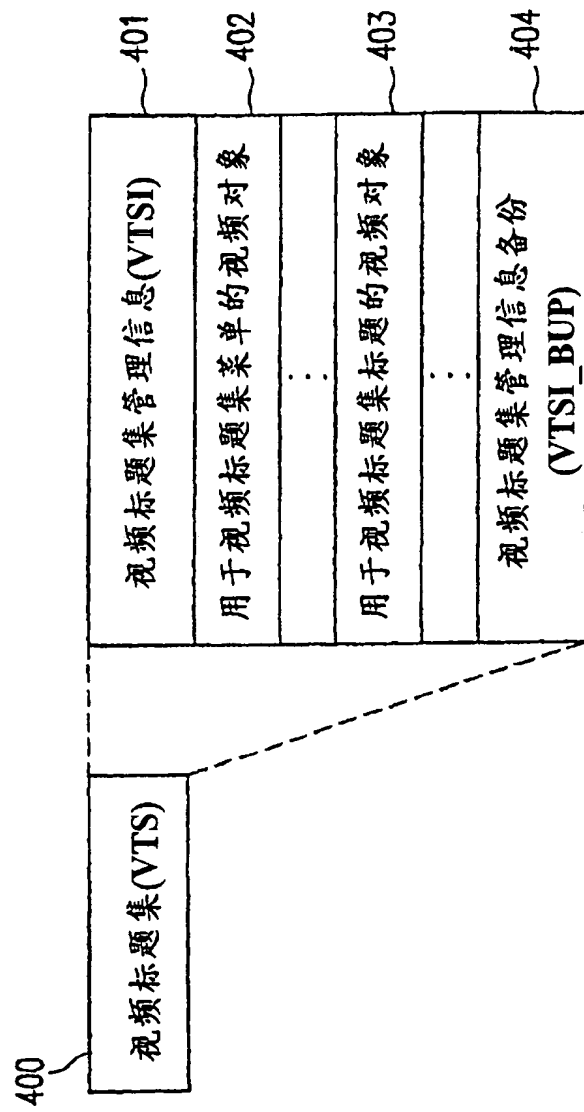 400
视频标题集(VTS)
视频标题集管理信息(VTSI)
401
用于视频标题集菜单的视频对象
402
...
用于视频标题集标题的视频对象
403
...
视频标题集管理信息备份
(VTSI_BUP)
404